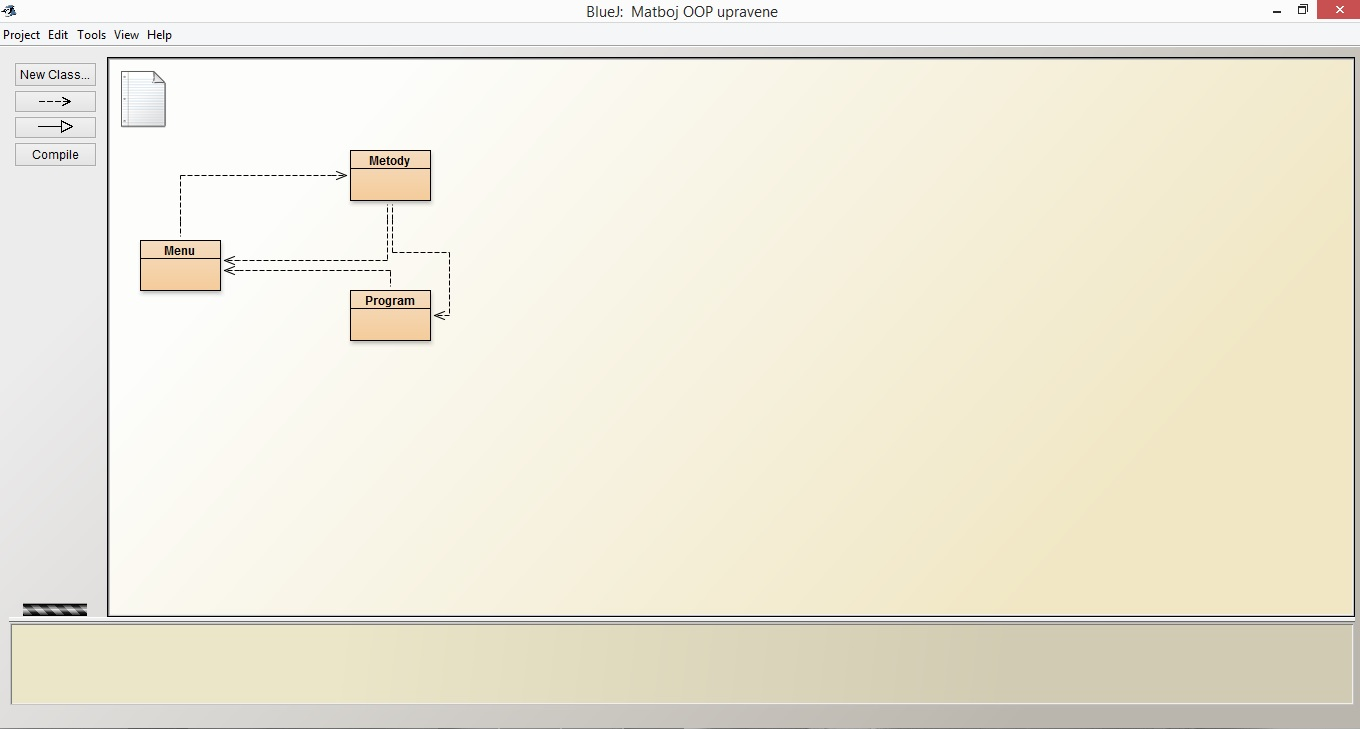 BlueJ: Matboj OOP upravene
Project Edit Tools View Help
New Class...
Compile
Metody
Menu
Program